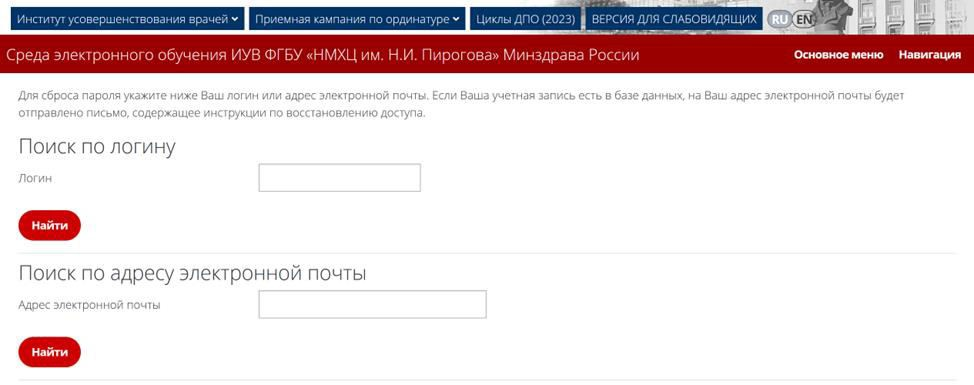 Институт усовершенствования врачей Приемная кампания по ординатуре Циклы ДПО (2023) ВЕРСИЯ ДЛЯ СЛАБОВИДЯЩИХ RU EN
Среда электронного обучения ИУВ ФГБУ «НМХЦ им. Н.И. Пирогова» Минздрава России Основное меню Навигация
Для сброса пароля укажите ниже Ваш логин или адрес электронной почты. Если Ваша учетная запись есть в базе данных, на Ваш адрес электронной почты будет
отправлено письмо, содержащее инструкции по восстановлению доступа.
Поиск по логину
Логин
Найти
Поиск по адресу электронной почты
Адрес электронной почты
Найти